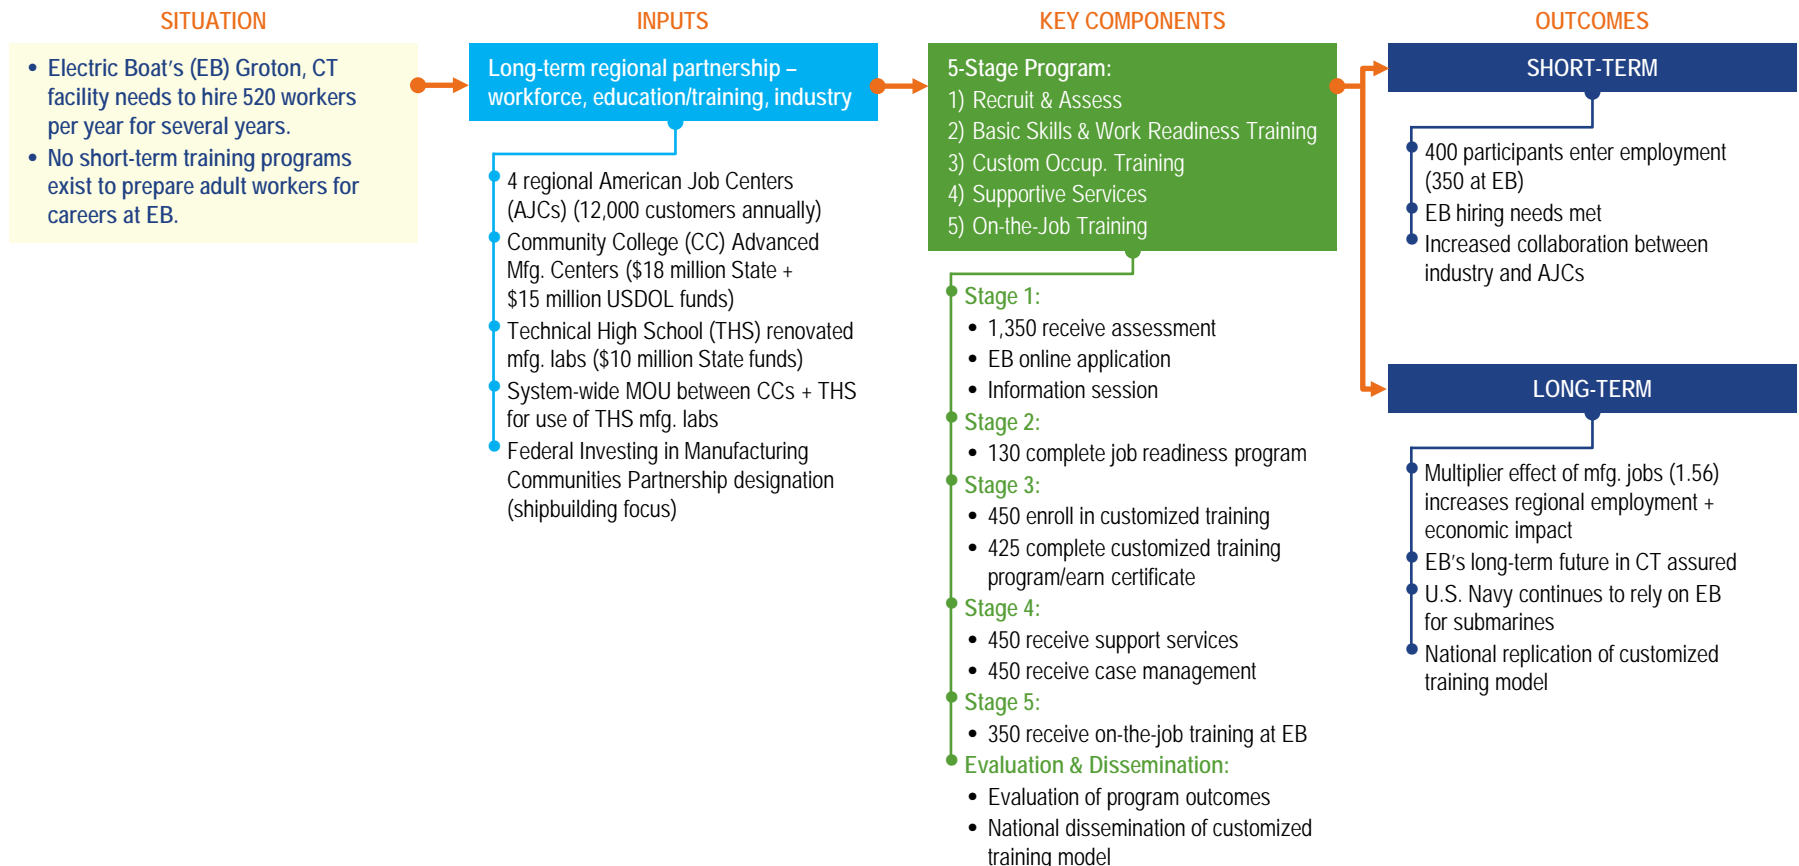 SITUATION
• Electric Boat's (EB) Groton, CT
facility needs to hire 520 workers
per year for several years.
• No short-term training programs
exist to prepare adult workers for
careers at EB.
INPUTS
Long-term regional partnership –
workforce, education/training, industry
4 regional American Job Centers
(AJCs) (12,000 customers annually)
Community College (CC) Advanced
Mfg. Centers ($18 million State +
$15 million USDOL funds)
Technical High School (THS) renovated
mfg. labs ($10 million State funds)
System-wide MOU between CCs + THS
for use of THS mfg. labs
Federal Investing in Manufacturing
Communities Partnership designation
(shipbuilding focus)
KEY COMPONENTS
5-Stage Program:
1) Recruit & Assess
2) Basic Skills & Work Readiness Training
3) Custom Occup. Training
4) Supportive Services
5) On-the-Job Training
Stage 1:
• 1,350 receive assessment
• EB online application
• Information session
Stage 2:
• 130 complete job readiness program
Stage 3:
• 450 enroll in customized training
• 425 complete customized training
program/earn certificate
Stage 4:
• 450 receive support services
• 450 receive case management
Stage 5:
• 350 receive on-the-job training at EB
Evaluation & Dissemination:
• Evaluation of program outcomes
• National dissemination of customized
training model
OUTCOMES
SHORT-TERM
400 participants enter employment
(350 at EB)
EB hiring needs met
Increased collaboration between
industry and AJCs
LONG-TERM
Multiplier effect of mfg. jobs (1.56)
increases regional employment +
economic impact
EB's long-term future in CT assured
U.S. Navy continues to rely on EB
for submarines
National replication of customized
training model